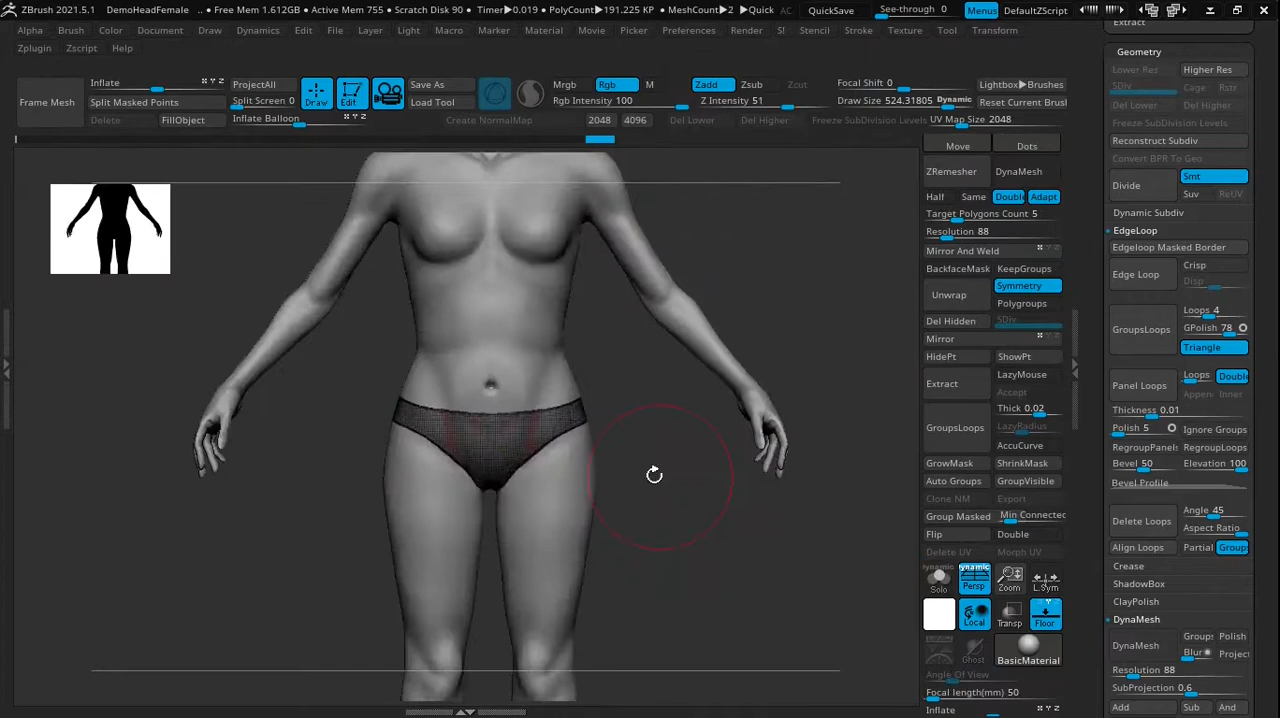 ZBrush 2021.5.1 DemoHeadFemale .. • Free Mem 1.612GB • Active Mem 755 • Scratch Disk 90 • Timer▶0.019 • PolyCount▶191.225 KP • MeshCount▶2 ▶Quick AC QuickSave See-through 0 Menus DefaultZScript
Alpha Brush Color Document Draw Dynamics Edit File Layer Light Macro Marker Material Movie Picker Preferences Render S! Stencil Stroke Texture Tool Transform
Zplugin Zscript Help
Frame Mesh
Inflate
Split Masked Points
Delete FillObject
ProjectAll
Split Screen 0
Inflate Balloon
Draw Edit
Save As
Load Tool
Create NormalMap
Mrgb Rgb M
Rgb Intensity 100
2048 4096
Zadd Zsub Zcut
Z Intensity 51
Del Lower Del Higher
Focal Shift 0
Draw Size 524.31805 Dynamic
Freeze SubDivision Levels
Lightbox▶Brushes
Reset Current Brush
UV Map Size 2048
Move Dots
ZRemesher DynaMesh
Half Same Double Adapt
Target Polygons Count 5
Resolution 88
Mirror And Weld
BackfaceMask KeepGroups
Unwrap Symmetry
Polygroups
Del Hidden SDiv
Mirror
HidePt ShowPt
Extract LazyMouse
Accept
Thick 0.02
GroupsLoops LazyRadius
AccuCurve
GrowMask ShrinkMask
Auto Groups GroupVisible
Clone NM Export
Group Masked Min Connected
Flip Double
Delete UV Morph UV
Dynamic Solo Dynamic Persp Zoom L.Sym
Local Transp Floor
Ghost BasicMaterial
Angle Of View
Focal length(mm) 50
Inflate
Extract
Geometry
Lower Res Higher Res
SDiv Cage Rstr
Del Lower Del Higher
Freeze SubDivision Levels
Reconstruct Subdiv
Convert BPR To Geo
Divide Smt
Suv ReUV
Dynamic Subdiv
EdgeLoop
Edgeloop Masked Border
Edge Loop Crisp
Disp
GroupsLoops Loops 4
GPolish 78
Triangle
Panel Loops Loops Double
Append Inner
Thickness 0.01
Polish 5 Ignore Groups
RegroupPanels RegroupLoops
Bevel 50 Elevation 100
Bevel Profile
Delete Loops Angle 45
Aspect Ratio
Align Loops Partial Groups
Crease
ShadowBox
ClayPolish
DynaMesh
DynaMesh Groups Polish
Blur Project
Resolution 88
SubProjection 0.6
Add Sub And